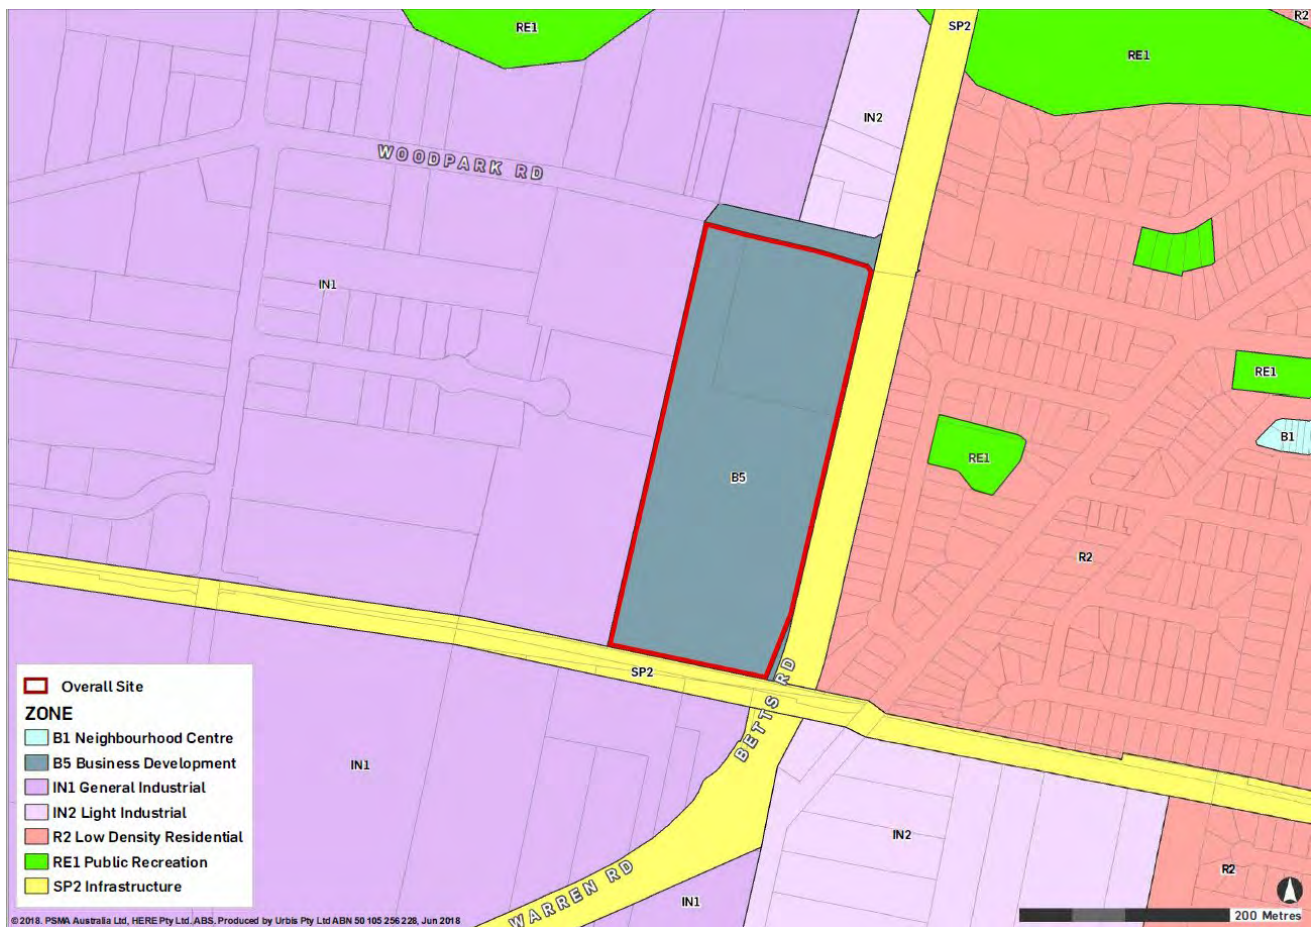 RE1
SP2
R2
RE1
IN2
WOODPARK RD
IN1
RE1
B1
RE1
B5
R2
SP2
BETTS RD
IN1
IN2
R2
WARREN RD
IN1
Overall Site
ZONE
B1 Neighbourhood Centre
B5 Business Development
IN1 General Industrial
IN2 Light Industrial
R2 Low Density Residential
RE1 Public Recreation
SP2 Infrastructure
200 Metres
© 2018. PSMA Australia Ltd, HERE Pty Ltd. ABS. Produced by Urbis Pty Ltd ABN 50 105 256 228, Jun 2018